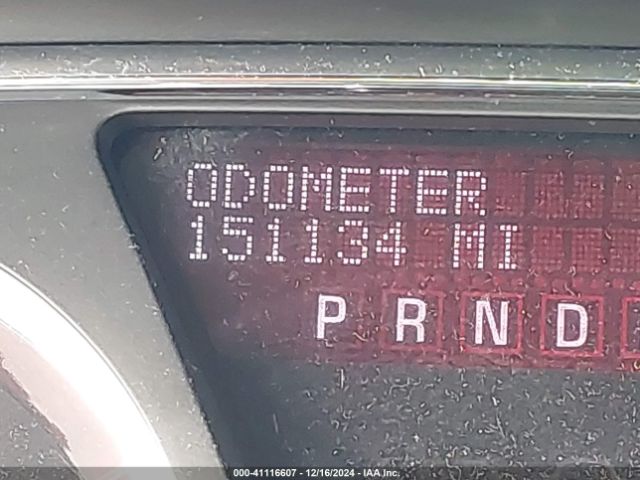 ODOMETER
151134 MI
P R N D
000-41116607 - 12/16/2024 - IAA Inc.